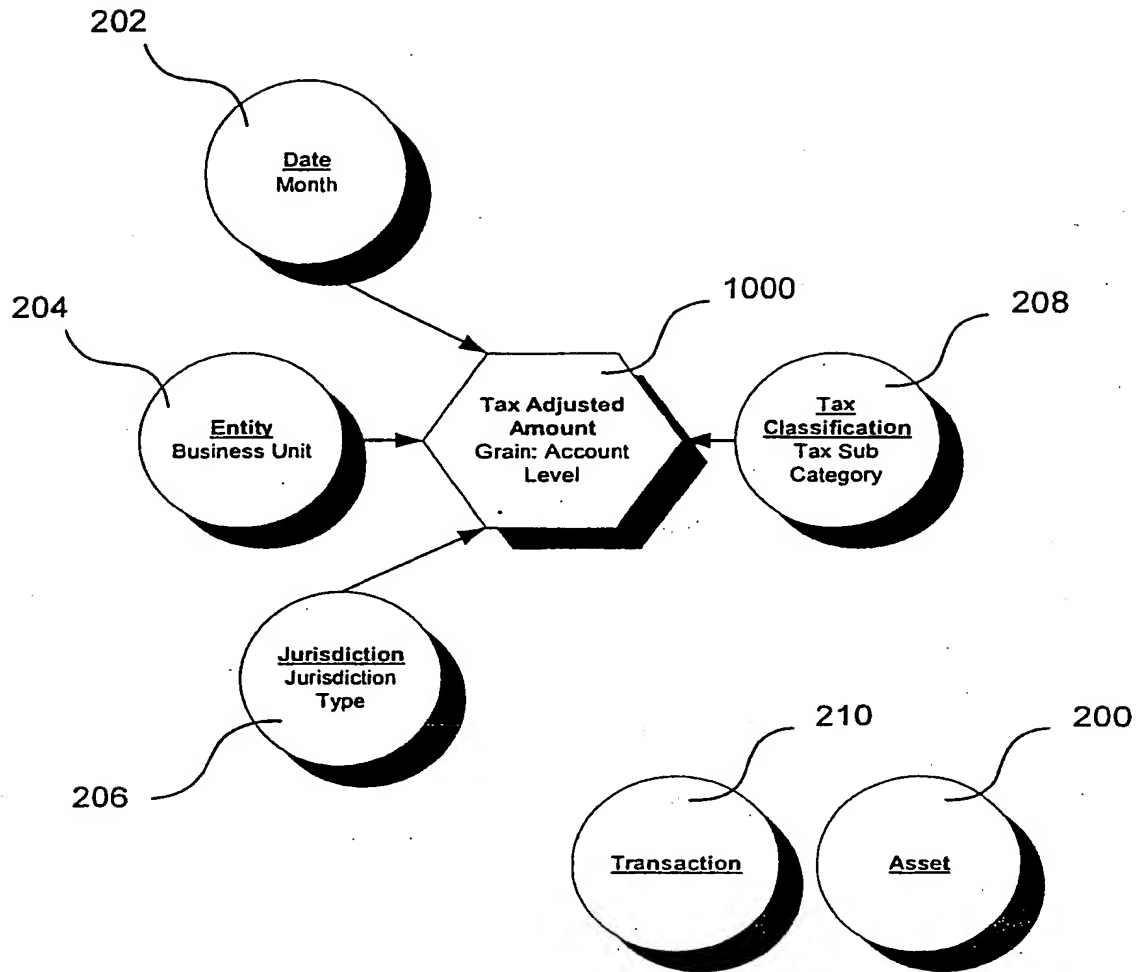 202
Date
Month
204
Entity
Business Unit
1000
Tax Adjusted
Amount
Grain: Account
Level
208
Tax
Classification
Tax Sub
Category
Jurisdiction
Jurisdiction
Type
206
210
Transaction
200
Asset